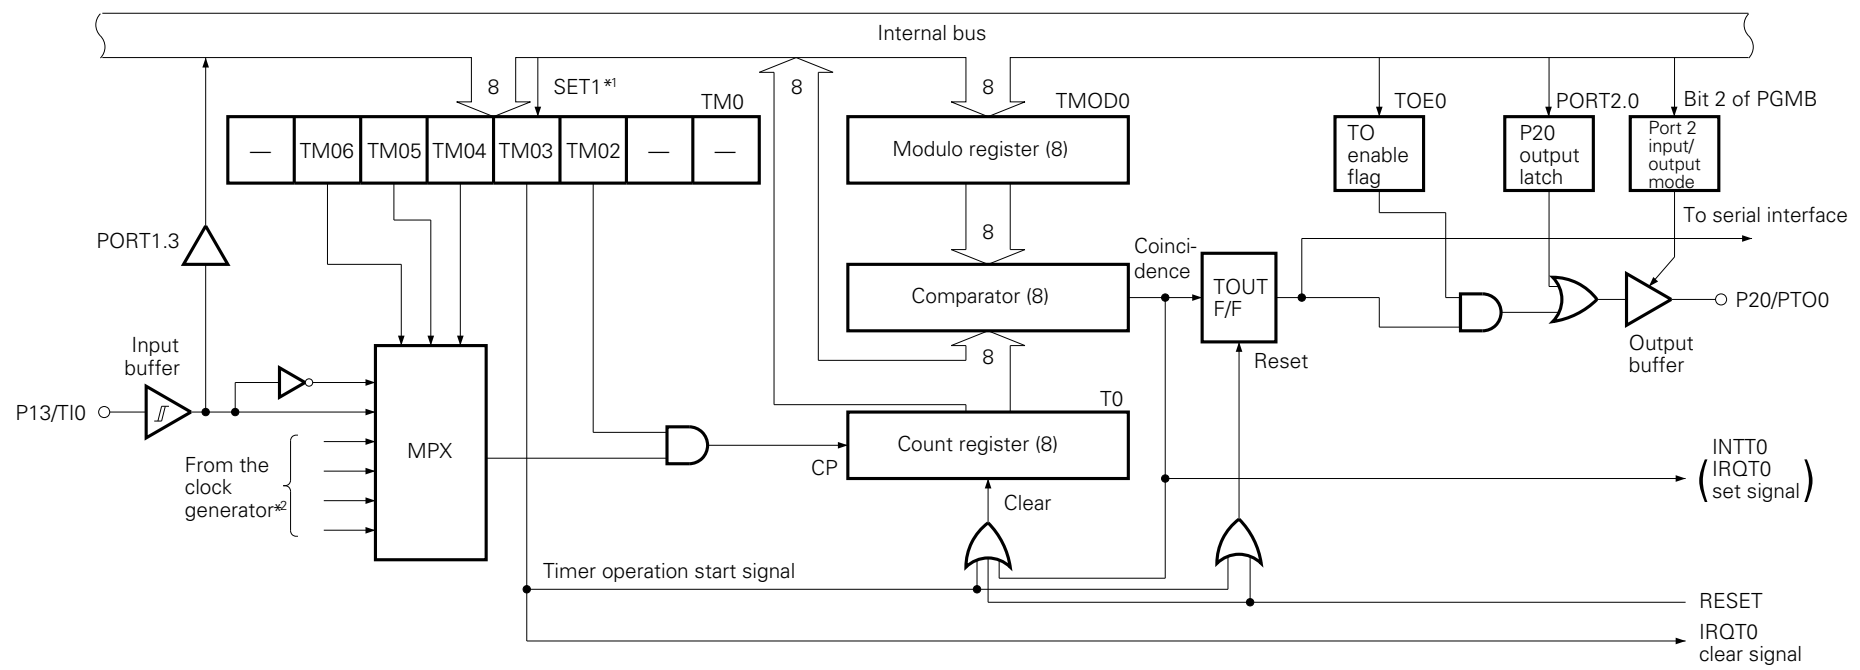 Internal bus
8
SET1 *1
TM0
8
8
TMOD0
TOE0
PORT2.0
Bit 2 of PGMB
—
TM06
TM05
TM04
TM03
TM02
—
—
Modulo register (8)
TO
enable
flag
P20
output
latch
Port 2
input/
output
mode
PORT1.3
8
To serial interface
Coinci-
dence
Comparator (8)
TOUT
F/F
P20/PTO0
Output
buffer
Input
buffer
8
Reset
P13/TI0
T0
MPX
Count register (8)
CP
From the
clock
generator*2
Clear
INTT0
(IRQT0
set signal)
Timer operation start signal
RESET
IRQT0
clear signal